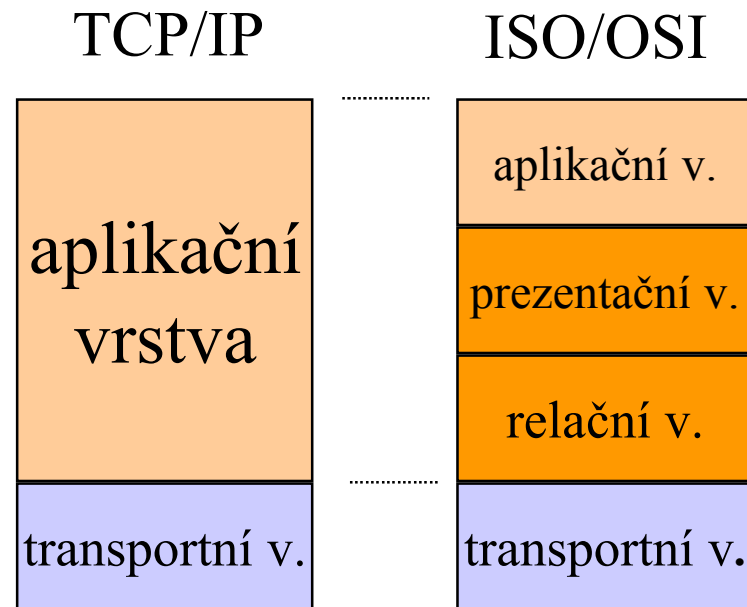 TCP/IP
ISO/OSI
aplikační
vrstva
transportní v.
aplikační v.
prezentační v.
relační v.
transportní v.